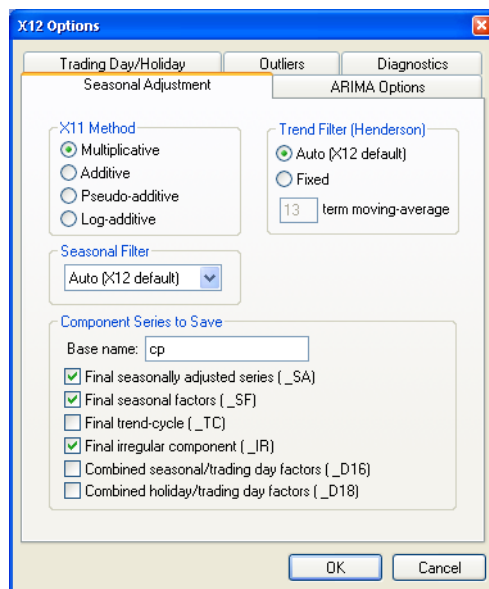 X12 Options
Trading Day/Holiday Outliers Diagnostics
Seasonal Adjustment ARIMA Options
X11 Method
Multiplicative
Additive
Pseudo-additive
Log-additive
Trend Filter (Henderson)
Auto (X12 default)
Fixed
13 term moving-average
Seasonal Filter
Auto (X12 default)
Component Series to Save
Base name: cp
Final seasonally adjusted series ( _SA)
Final seasonal factors ( _SF)
Final trend-cycle ( _TC)
Final irregular component ( _IR)
Combined seasonal/trading day factors ( _D16)
Combined holiday/trading day factors ( _D18)
OK Cancel